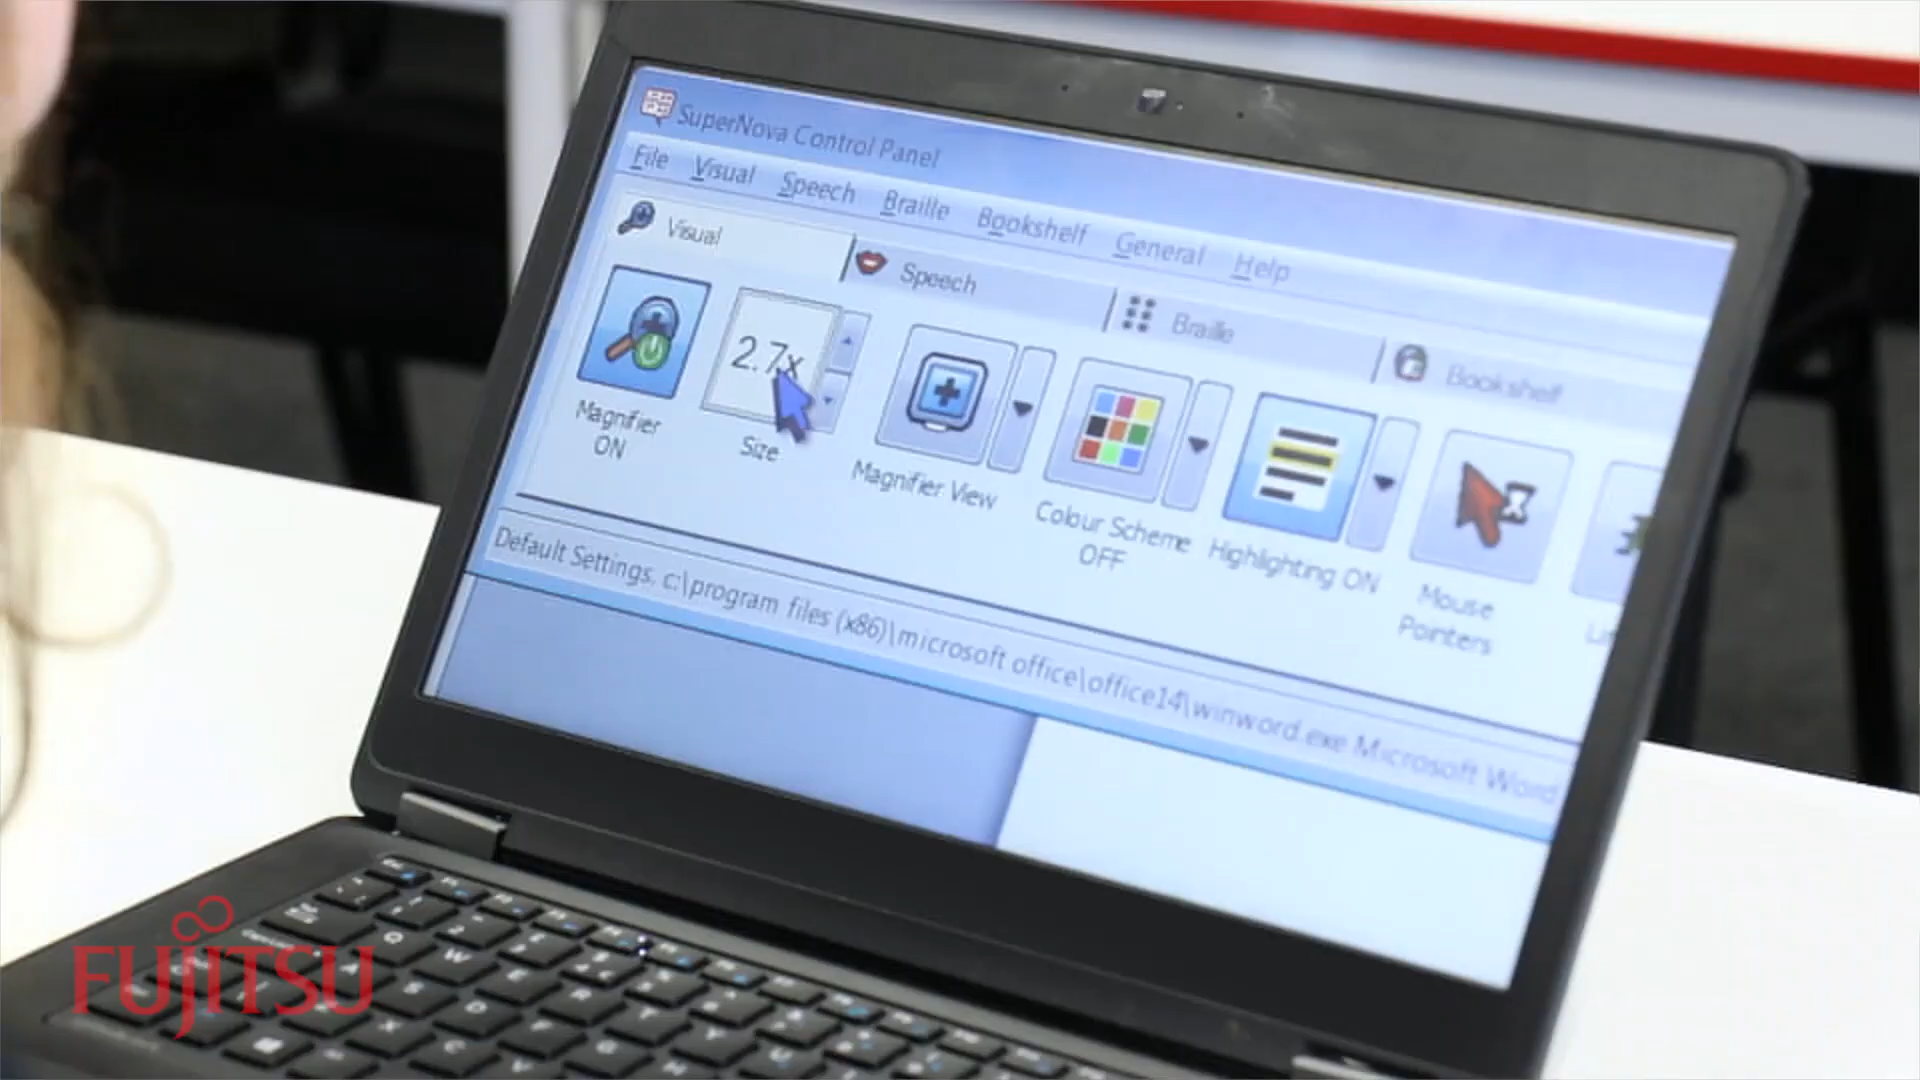 SuperNova Control Panel
File Visual Speech Braille Bookshelf General Help
Visual Speech Braille Bookshelf
2.7x
Magnifier ON
Size
Magnifier View
Colour Scheme OFF
Highlighting ON
Mouse Pointers
Default Settings, c:\program files (x86)\microsoft office\office14\winword.exe Microsoft Word
FUJITSU